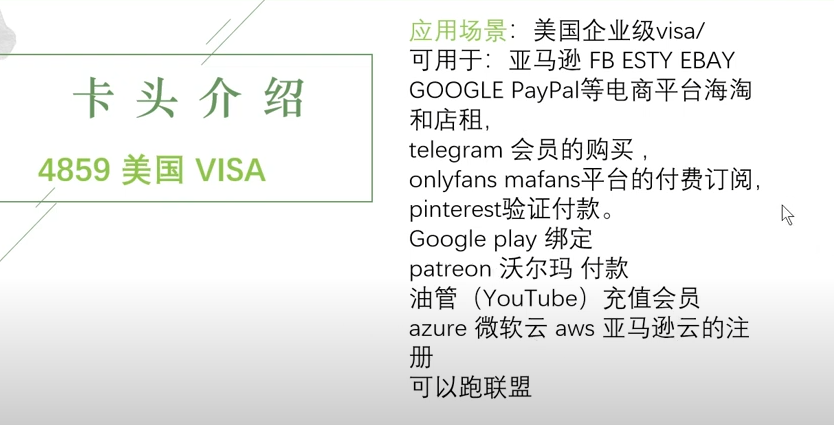 卡头介绍
4859 美国 VISA
应用场景：美国企业级visa/
可用于：亚马逊 FB ESTY EBAY
GOOGLE PayPal等电商平台海淘
和店租，
telegram 会员的购买 ，
onlyfans mafans平台的付费订阅，
pinterest验证付款。
Google play 绑定
patreon 沃尔玛 付款
油管（YouTube）充值会员
azure 微软云 aws 亚马逊云的注
册
可以跑联盟